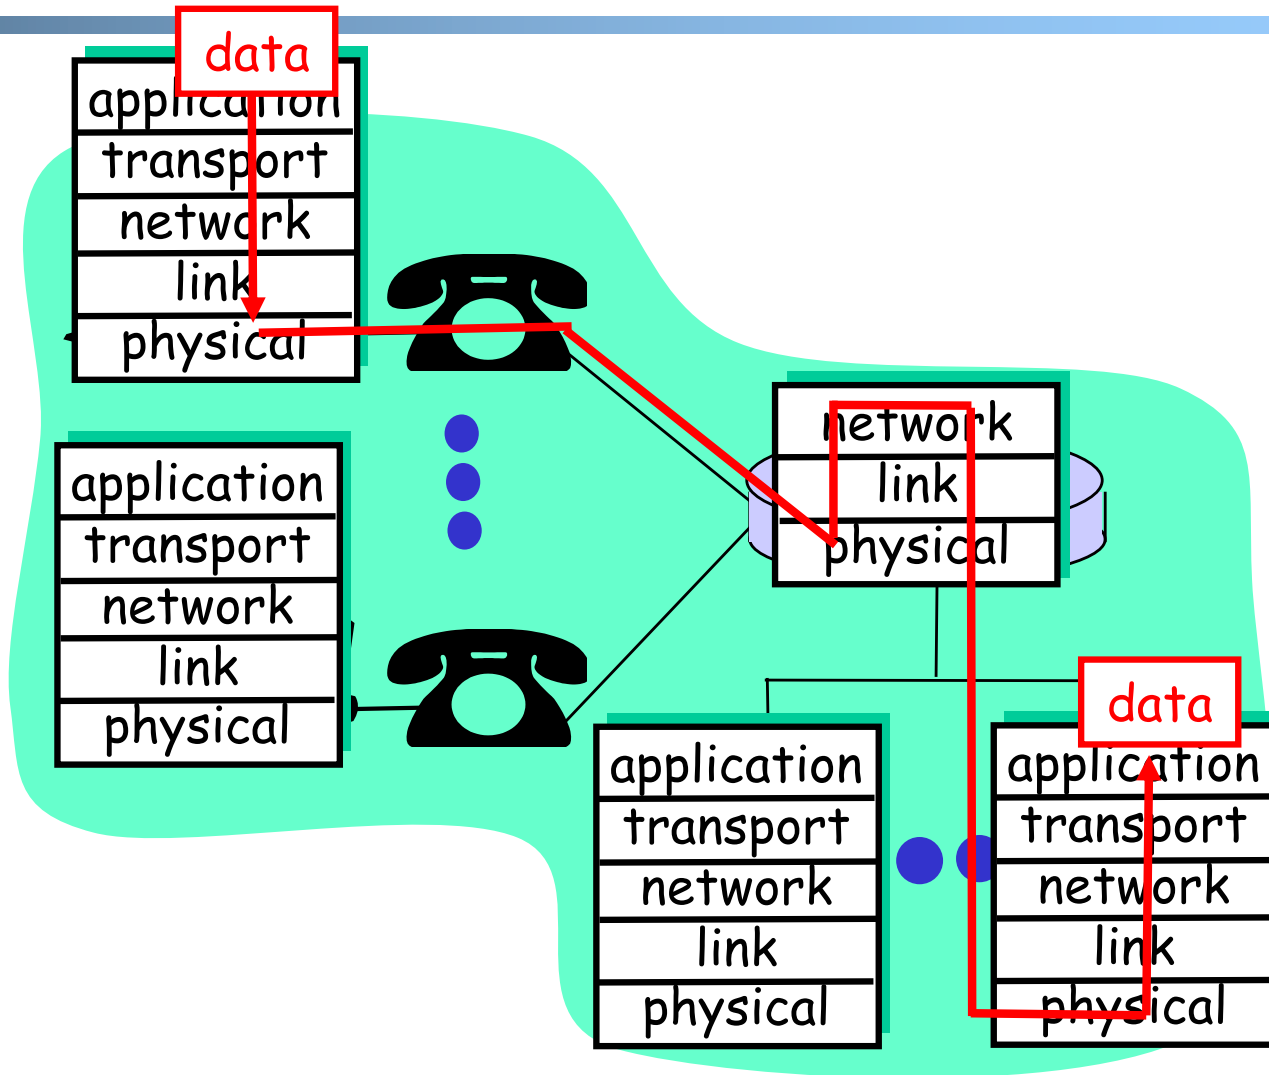 data
application
transport
network
link
physical
application
transport
network
link
physical
network
link
physical
application
transport
network
link
physical
data
application
transport
network
link
physical